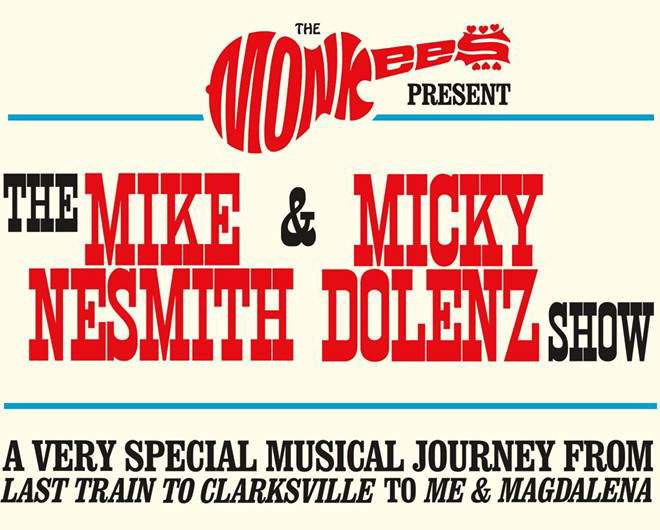 THE
MONKEES
PRESENT
THE MIKE & MICKY
NESMITH DOLENZ SHOW
A VERY SPECIAL MUSICAL JOURNEY FROM
LAST TRAIN TO CLARKSVILLE TO ME & MAGDALENA